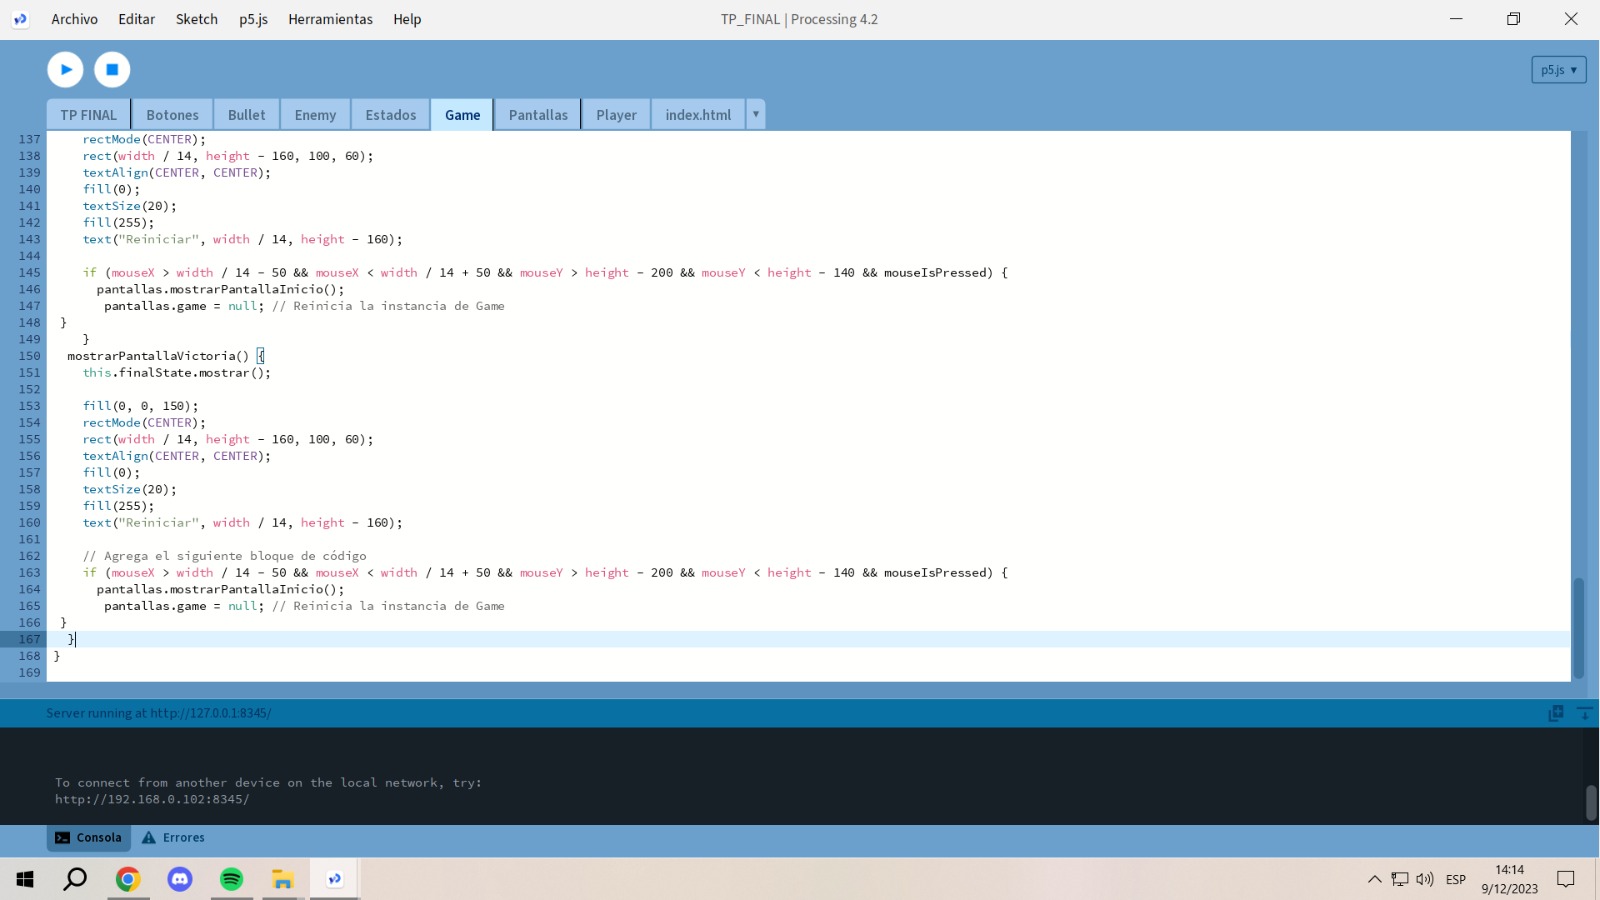 Archivo Editar Sketch p5.js Herramientas Help TP_FINAL | Processing 4.2
p5.js ▾
TP FINAL Botones Bullet Enemy Estados Game Pantallas Player index.html ▾
137 rectMode(CENTER);
138 rect(width / 14, height - 160, 100, 60);
139 textAlign(CENTER, CENTER);
140 fill(0);
141 textSize(20);
142 fill(255);
143 text("Reiniciar", width / 14, height - 160);
144
145 if (mouseX > width / 14 - 50 && mouseX < width / 14 + 50 && mouseY > height - 200 && mouseY < height - 140 && mouseIsPressed) {
146 pantallas.mostrarPantallaInicio();
147 pantallas.game = null; // Reinicia la instancia de Game
148 }
149 }
150 mostrarPantallaVictoria() {
151 this.finalState.mostrar();
152
153 fill(0, 0, 150);
154 rectMode(CENTER);
155 rect(width / 14, height - 160, 100, 60);
156 textAlign(CENTER, CENTER);
157 fill(0);
158 textSize(20);
159 fill(255);
160 text("Reiniciar", width / 14, height - 160);
161
162 // Agrega el siguiente bloque de código
163 if (mouseX > width / 14 - 50 && mouseX < width / 14 + 50 && mouseY > height - 200 && mouseY < height - 140 && mouseIsPressed) {
164 pantallas.mostrarPantallaInicio();
165 pantallas.game = null; // Reinicia la instancia de Game
166 }
167 }
168 }
169
Server running at http://127.0.0.1:8345/
To connect from another device on the local network, try:
http://192.168.0.102:8345/
Consola Errores
ESP
14:14
9/12/2023